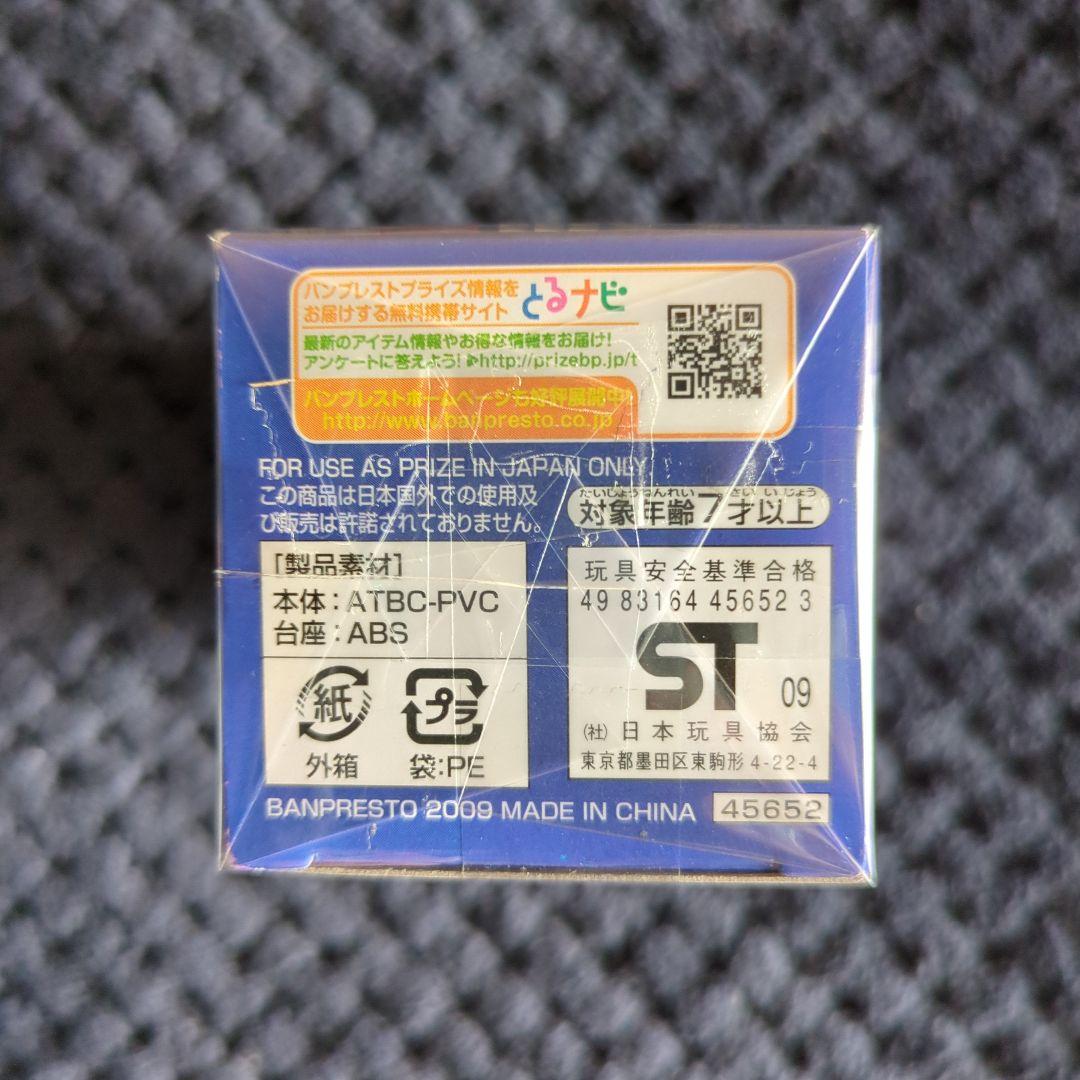 バンプレストプライズ情報を
お届けする無料携帯サイト とるナビ
最新のアイテム情報やお得な情報をお届け!
アンケートに答えよう! http://prizebp.jp/t
バンプレストホームページも好評展開中!
http://www.banpresto.co.jp/
FOR USE AS PRIZE IN JAPAN ONLY
この商品は日本国外での使用及
び販売は許諾されておりません。
たいしょうねんれい さい いじょう
対象年齢7才以上
[製品素材]
本体:ATBC-PVC
台座:ABS
紙 プラ
外箱 袋:PE
玩具安全基準合格
49 83164 45652 3
ST 09
(社) 日本玩具協会
東京都墨田区東駒形 4-22-4
BANPRESTO 2009 MADE IN CHINA 45652